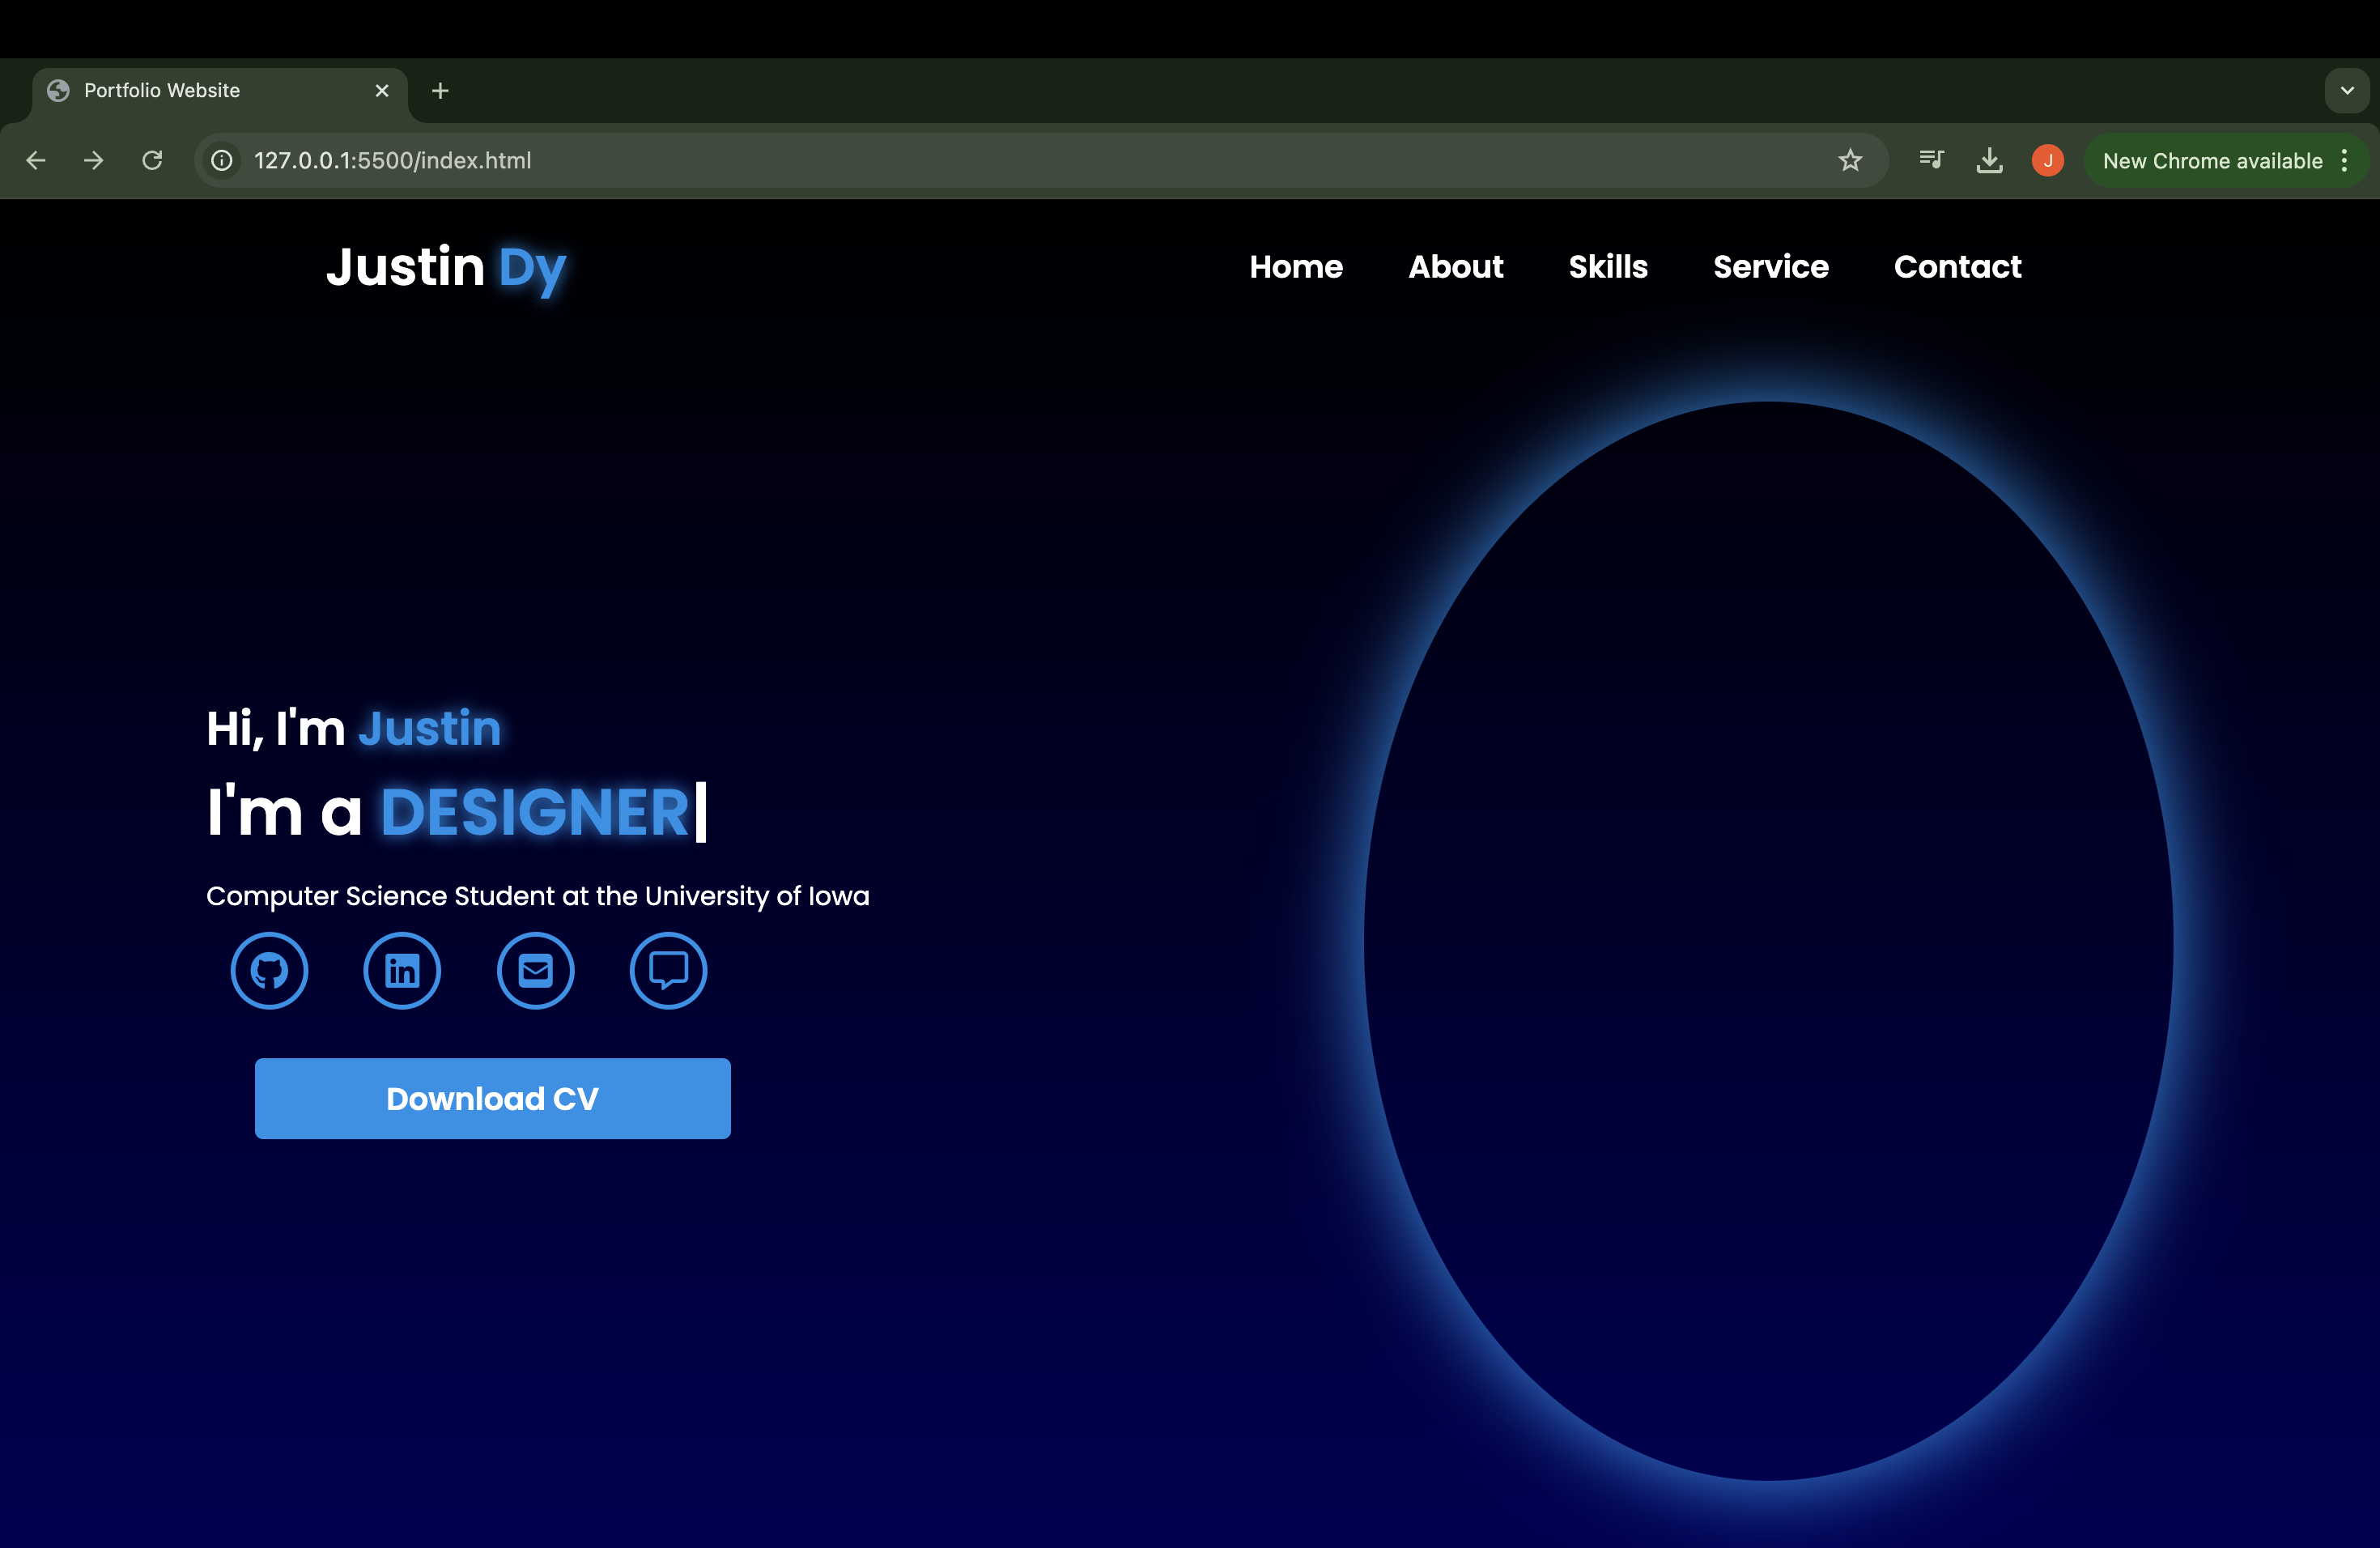 Portfolio Website
127.0.0.1:5500/index.html
J
New Chrome available
Justin Dy
Home About Skills Service Contact
Hi, I'm Justin
I'm a DESIGNER|
Computer Science Student at the University of Iowa
in
Download CV